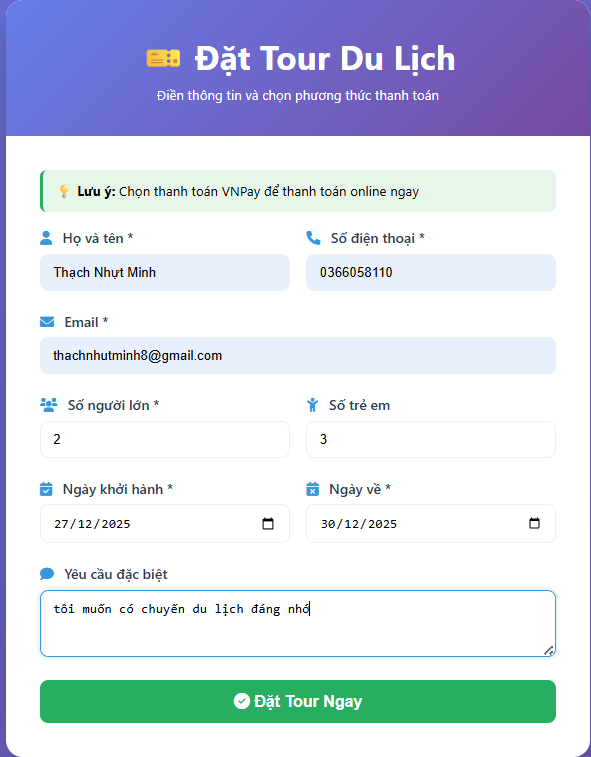 Đặt Tour Du Lịch
Điền thông tin và chọn phương thức thanh toán
Lưu ý: Chọn thanh toán VNPay để thanh toán online ngay
Họ và tên * Số điện thoại *
Thạch Nhựt Minh 0366058110
Email *
thachnhutminh8@gmail.com
Số người lớn * Số trẻ em
2 3
Ngày khởi hành * Ngày về *
27/12/2025 30/12/2025
Yêu cầu đặc biệt
tôi muốn có chuyến du lịch đáng nhớ
Đặt Tour Ngay